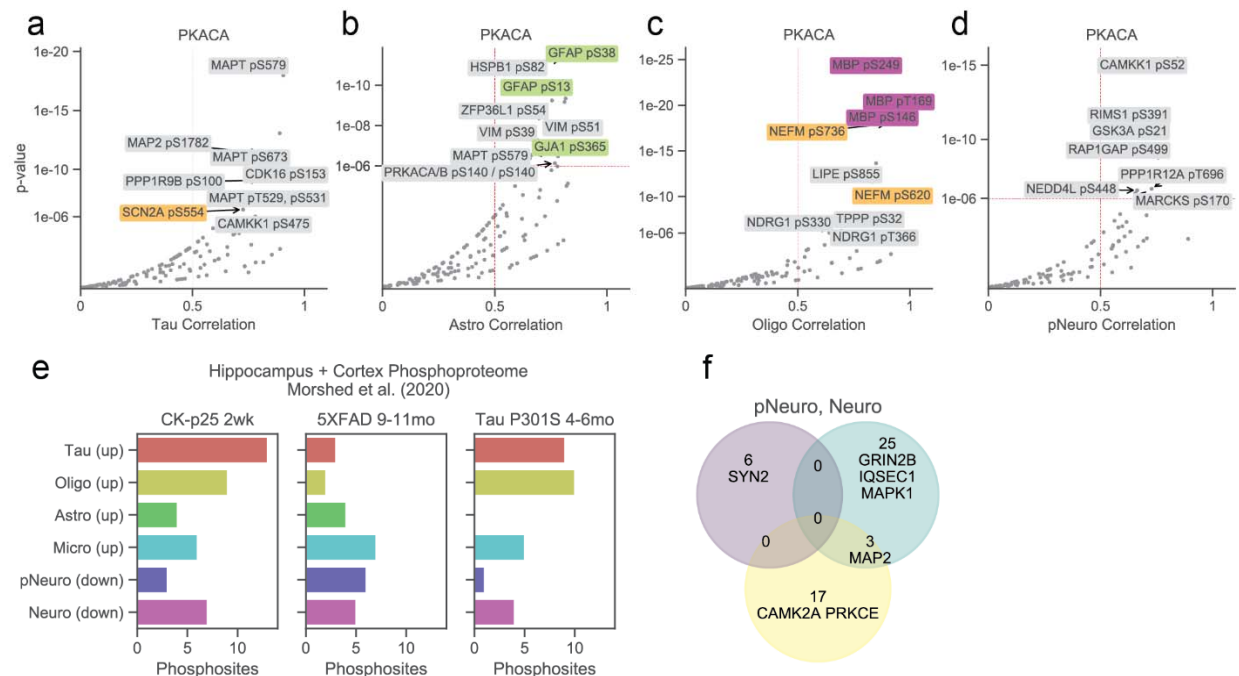 a
PKACA
1e-20
1e-15
1e-10
1e-06
p-value
MAPT pS579
MAP2 pS1782
MAPT pS673
CDK16 pS153
PPP1R9B pS100
MAPT pT529, pS531
SCN2A pS554
CAMKK1 pS475
0
0.5
1
Tau Correlation
b
PKACA
1e-10
1e-08
1e-06
GFAP pS38
HSPB1 pS82
GFAP pS13
ZFP36L1 pS54
VIM pS39
VIM pS51
GJA1 pS365
MAPT pS579
PRKACA/B pS140 / pS140
0
0.5
1
Astro Correlation
c
PKACA
1e-25
1e-20
1e-15
1e-10
1e-06
MBP pS249
MBP pT169
MBP pS146
NEFM pS736
LIPE pS855
NEFM pS620
NDRG1 pS330
TPPP pS32
NDRG1 pT366
0
0.5
1
Oligo Correlation
d
PKACA
1e-15
1e-10
1e-06
CAMKK1 pS52
RIMS1 pS391
GSK3A pS21
RAP1GAP pS499
PPP1R12A pT696
NEDD4L pS448
MARCKS pS170
0
0.5
1
pNeuro Correlation
e
Hippocampus + Cortex Phosphoproteome
Morshed et al. (2020)
CK-p25 2wk
5XFAD 9-11mo
Tau P301S 4-6mo
Tau (up)
Oligo (up)
Astro (up)
Micro (up)
pNeuro (down)
Neuro (down)
0 5 10
0 5 10
0 5 10
Phosphosites
Phosphosites
Phosphosites
f
pNeuro, Neuro
6
SYN2
0
25
GRIN2B
IQSEC1
MAPK1
0
0
3
MAP2
17
CAMK2A PRKCE